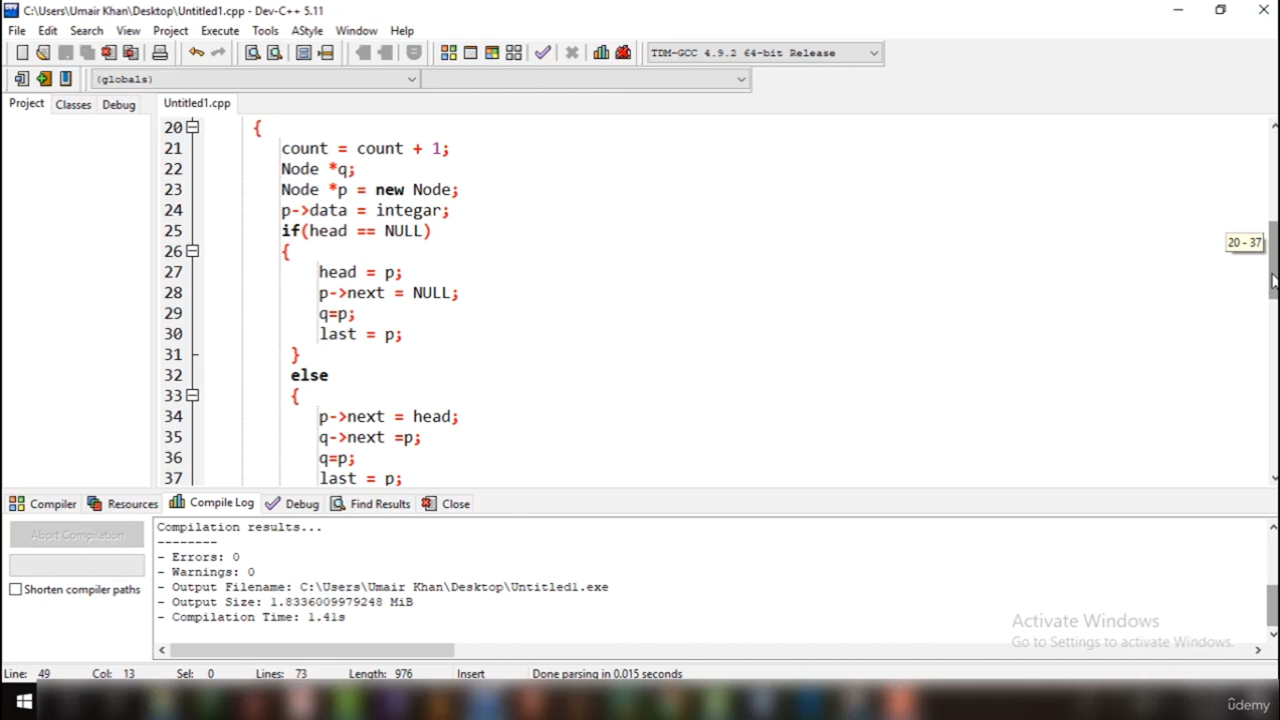 C:\Users\Umair Khan\Desktop\Untitled1.cpp - Dev-C++ 5.11
File Edit Search View Project Execute Tools AStyle Window Help
TDM-GCC 4.9.2 64-bit Release
(globals)
Project Classes Debug Untitled1.cpp
20 {
21 count = count + 1;
22 Node *q;
23 Node *p = new Node;
24 p->data = integar;
25 if(head == NULL)
26 {
27 head = p;
28 p->next = NULL;
29 q=p;
30 last = p;
31 }
32 else
33 {
34 p->next = head;
35 q->next =p;
36 q=p;
37 last = p;
20 - 37
Compiler Resources Compile Log Debug Find Results Close
Abort Compilation
Shorten compiler paths
Compilation results...
--------
- Errors: 0
- Warnings: 0
- Output Filename: C:\Users\Umair Khan\Desktop\Untitled1.exe
- Output Size: 1.8336009979248 MiB
- Compilation Time: 1.41s
Activate Windows
Go to Settings to activate Windows.
Line: 49 Col: 13 Sel: 0 Lines: 73 Length: 976 Insert Done parsing in 0.015 seconds
ûdemy